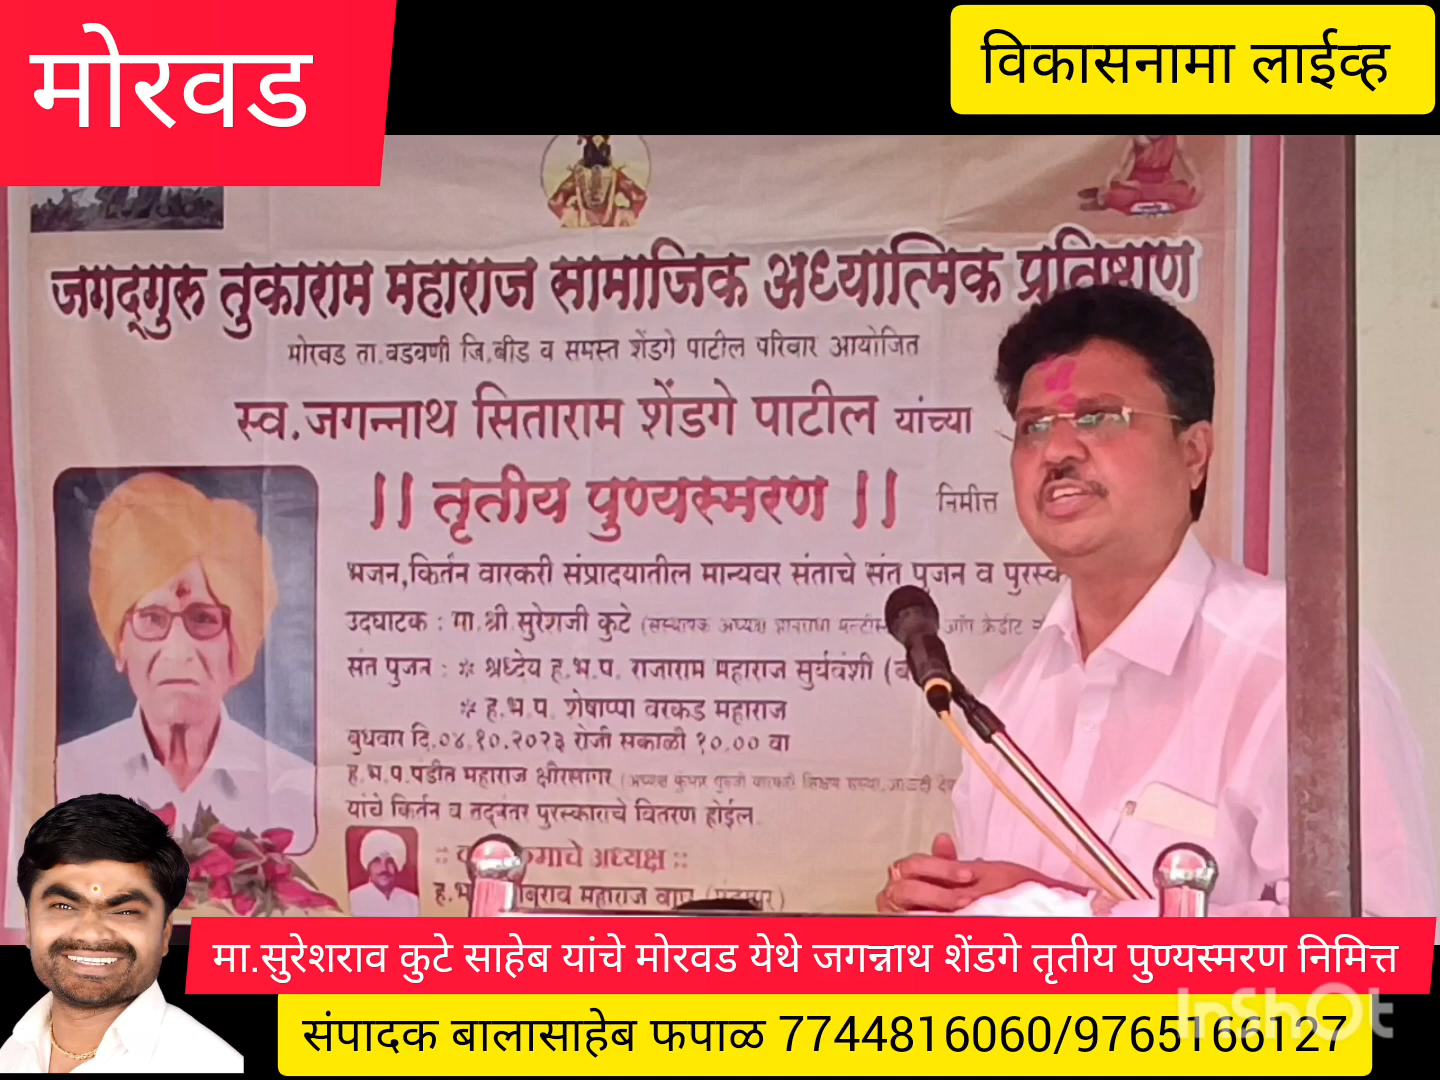 मोरवड
विकासनामा लाईव्ह
जगद्गुरु तुकाराम महाराज सामाजिक अध्यात्मिक प्रतिष्ठाण
मोरवड ता.वडवणी जि.बीड व समस्त शेंडगे पाटील परिवार आयोजित
स्व.जगन्नाथ सिताराम शेंडगे पाटील यांच्या
।। तृतीय पुण्यस्मरण ।। निमीत्त
भजन,किर्तन वारकरी संप्रादयातील मान्यवर संताचे संत पुजन व
उदघाटक : मा.श्री.सुरेशजी कुटे
संत पुजन : * श्रध्देय ह.भ.प. राजाराम महाराज सुर्यवंशी
* ह.भ.प. शेषाप्पा वरकड महाराज
बुधवार दि.०४.१०.२०२३ रोजी सकाळी १०.०० वा
ह.भ.प.पंडीत महाराज क्षीरसागर
यांचे किर्तन व तद्नंतर पुरस्काराचे वितरण होईल.
अध्यक्ष ::
महाराज वाघ
मा.सुरेशराव कुटे साहेब यांचे मोरवड येथे जगन्नाथ शेंडगे तृतीय पुण्यस्मरण निमित्त
संपादक बालासाहेब फपाळ 7744816060/9765166127
InShOt